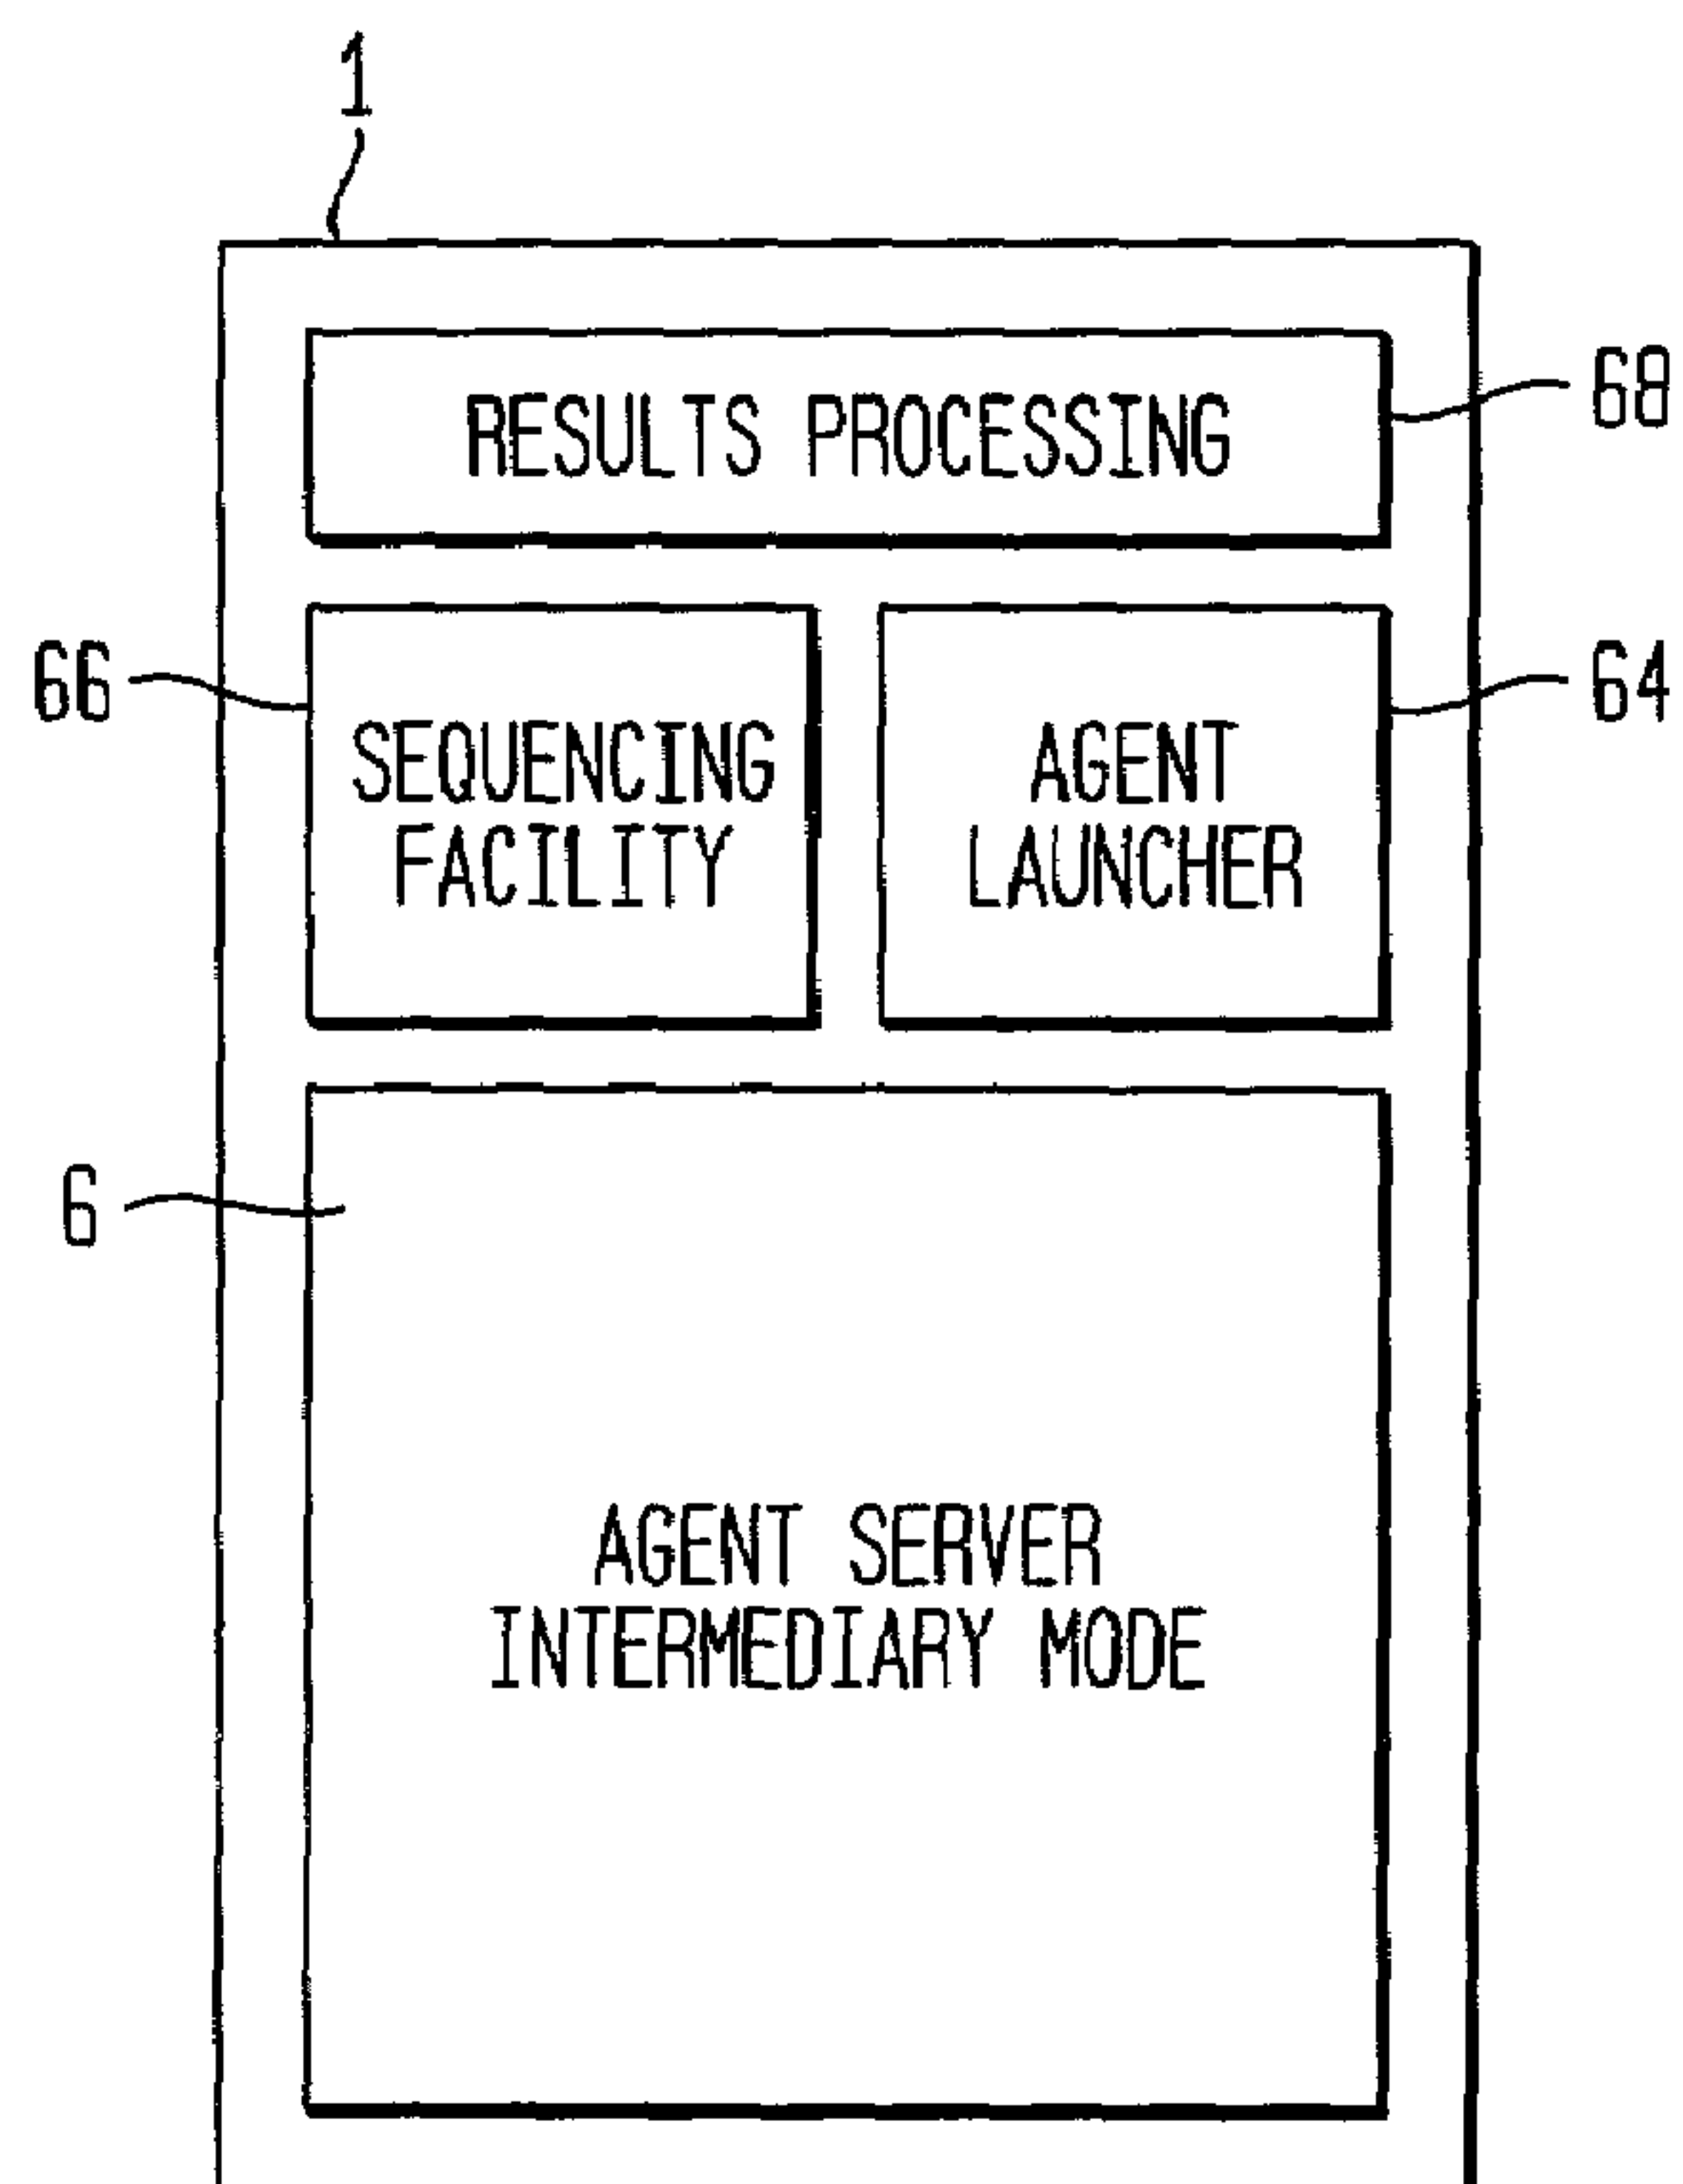 1
RESULTS PROCESSING
68
66
SEQUENCING
FACILITY
AGENT
LAUNCHER
64
6
AGENT SERVER
INTERMEDIARY MODE